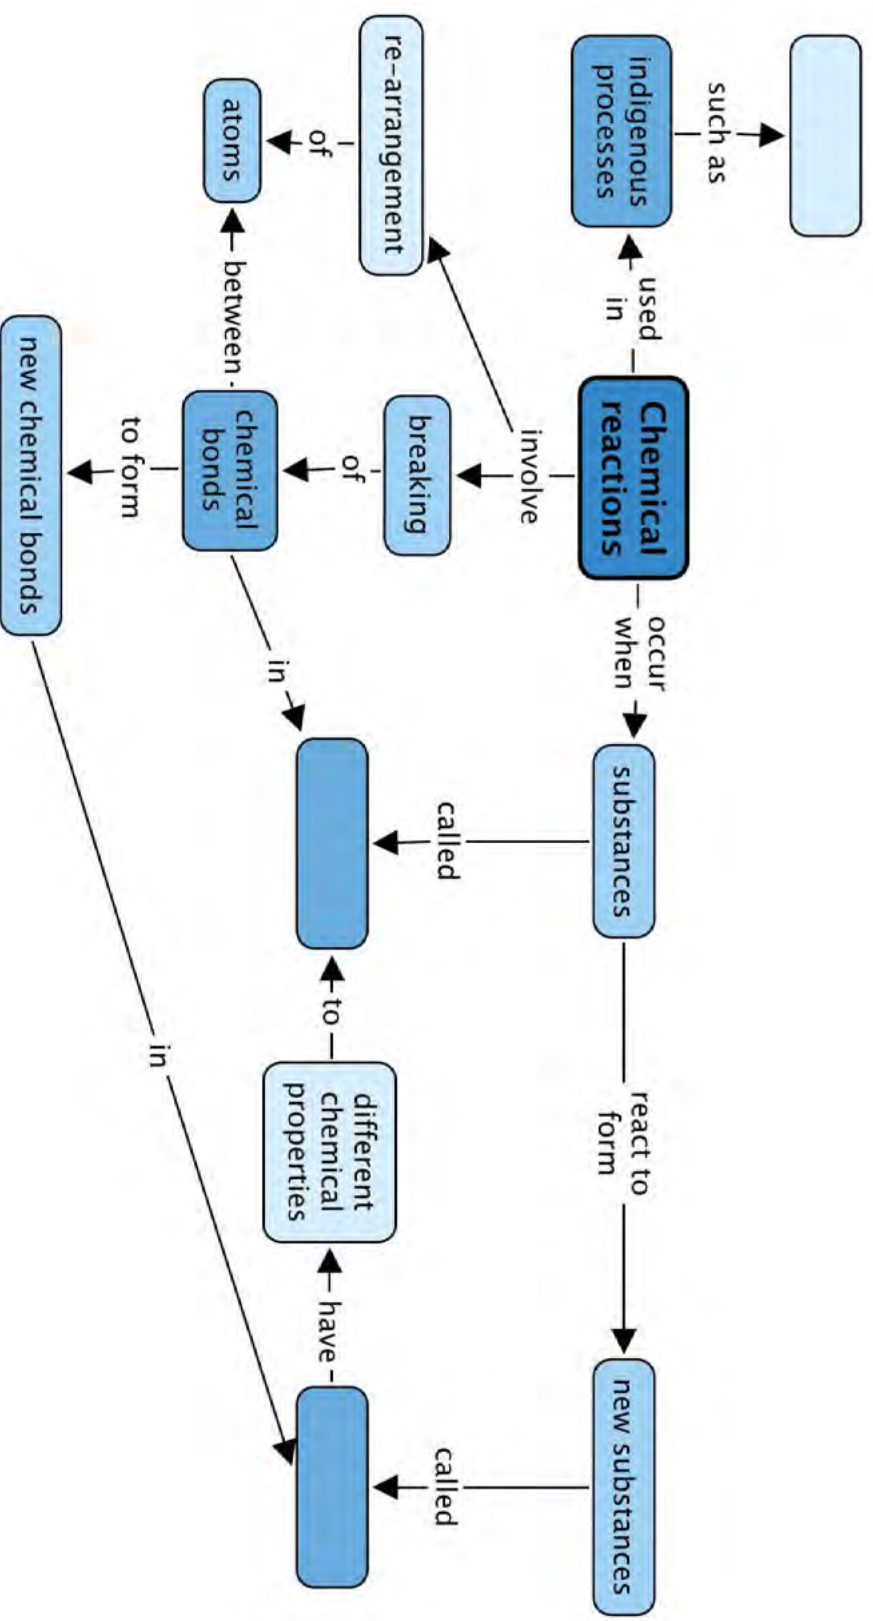 such as
indigenous
processes
used
in
Chemical
reactions
occur
when
substances
react to
form
new substances
involve
re-arrangement
of
atoms
breaking
of
chemical
bonds
between
to form
new chemical bonds
in
called
to
different
chemical
properties
have
called
in